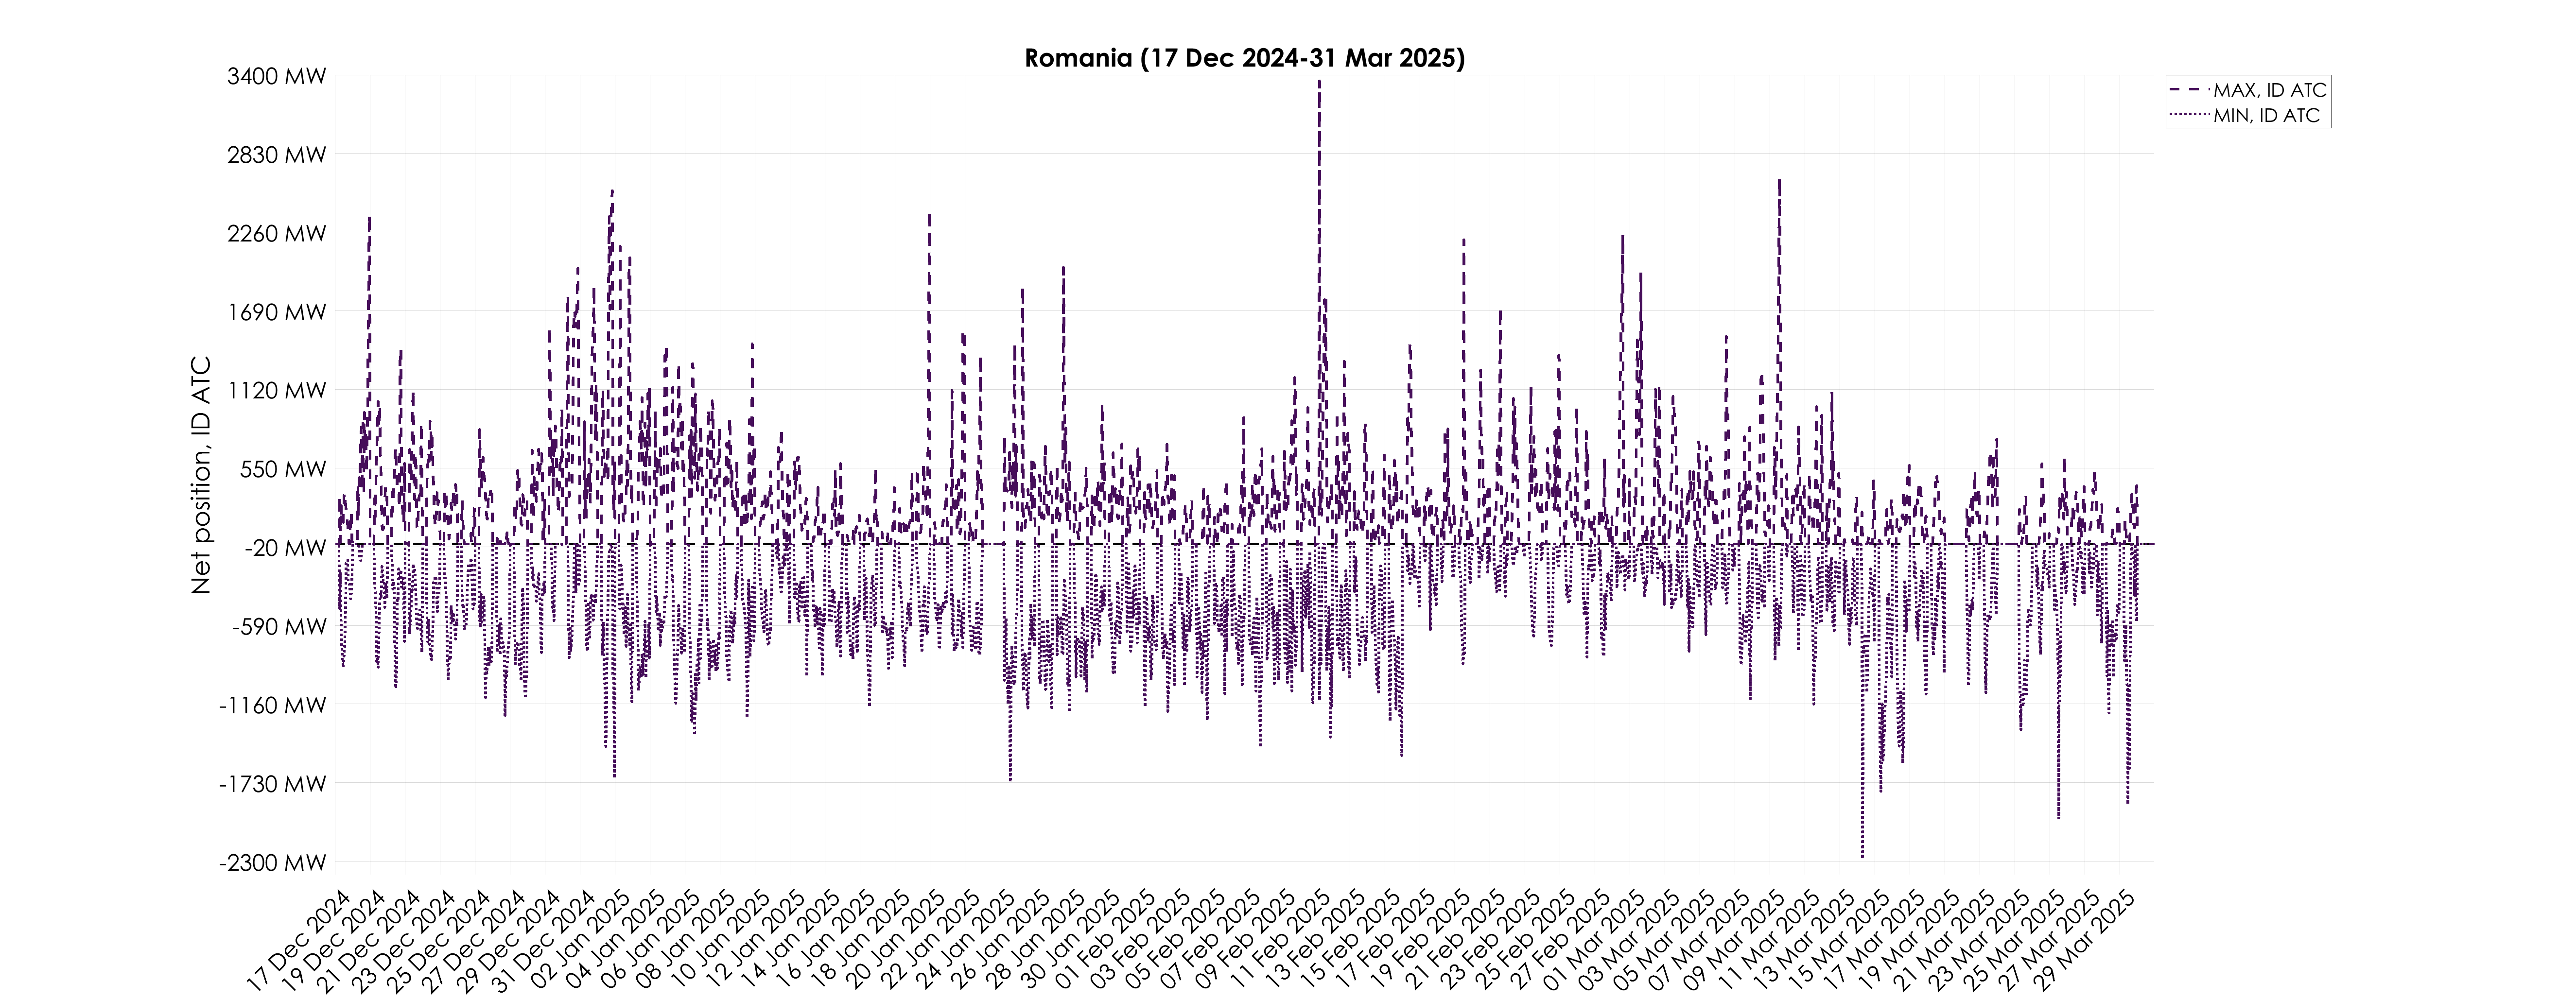 Romania (17 Dec 2024-31 Mar 2025)
3400 MW
2830 MW
2260 MW
1690 MW
1120 MW
550 MW
-20 MW
-590 MW
-1160 MW
-1730 MW
-2300 MW
Net position, ID ATC
MAX, ID ATC
MIN, ID ATC
17 Dec 2024
19 Dec 2024
21 Dec 2024
23 Dec 2024
25 Dec 2024
27 Dec 2024
29 Dec 2024
31 Dec 2024
02 Jan 2025
04 Jan 2025
06 Jan 2025
08 Jan 2025
10 Jan 2025
12 Jan 2025
14 Jan 2025
16 Jan 2025
18 Jan 2025
20 Jan 2025
22 Jan 2025
24 Jan 2025
26 Jan 2025
28 Jan 2025
30 Jan 2025
01 Feb 2025
03 Feb 2025
05 Feb 2025
07 Feb 2025
09 Feb 2025
11 Feb 2025
13 Feb 2025
15 Feb 2025
17 Feb 2025
19 Feb 2025
21 Feb 2025
23 Feb 2025
25 Feb 2025
27 Feb 2025
01 Mar 2025
03 Mar 2025
05 Mar 2025
07 Mar 2025
09 Mar 2025
11 Mar 2025
13 Mar 2025
15 Mar 2025
17 Mar 2025
19 Mar 2025
21 Mar 2025
23 Mar 2025
25 Mar 2025
27 Mar 2025
29 Mar 2025